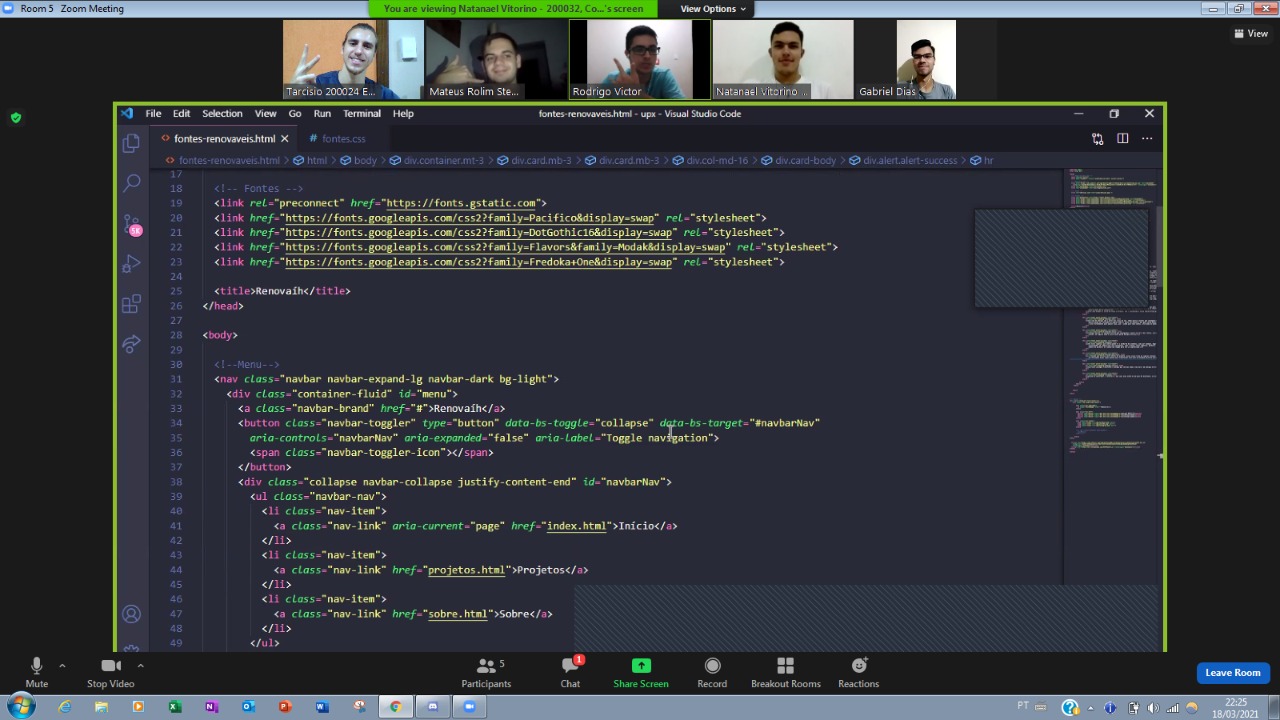 Room 5 Zoom Meeting
You are viewing Natanael Vitorino - 200032, Co...'s screen
View Options
View
Tarcisio 200024 E...
Mateus Rolim Ste...
Rodrigo Victor
Natanael Vitorino ...
Gabriel Dias
File Edit Selection View Go Run Terminal Help
fontes-renovaveis.html - upx - Visual Studio Code
fontes-renovaveis.html
# fontes.css
fontes-renovaveis.html > html > body > div.container.mt-3 > div.card.mb-3 > div.card.mb-3 > div.col-md-16 > div.card-body > div.alert.alert-success > hr
17
18 <!-- Fontes -->
19 <link rel="preconnect" href="https://fonts.gstatic.com">
20 <link href="https://fonts.googleapis.com/css2?family=Pacifico&display=swap" rel="stylesheet">
21 <link href="https://fonts.googleapis.com/css2?family=DotGothic16&display=swap" rel="stylesheet">
22 <link href="https://fonts.googleapis.com/css2?family=Flavors&family=Modak&display=swap" rel="stylesheet">
23 <link href="https://fonts.googleapis.com/css2?family=Fredoka+One&display=swap" rel="stylesheet">
24
25 <title>Renovaíh</title>
26 </head>
27
28 <body>
29
30 <!--Menu-->
31 <nav class="navbar navbar-expand-lg navbar-dark bg-light">
32 <div class="container-fluid" id="menu">
33 <a class="navbar-brand" href="#">Renovaíh</a>
34 <button class="navbar-toggler" type="button" data-bs-toggle="collapse" data-bs-target="#navbarNav"
35 aria-controls="navbarNav" aria-expanded="false" aria-label="Toggle navigation">
36 <span class="navbar-toggler-icon"></span>
37 </button>
38 <div class="collapse navbar-collapse justify-content-end" id="navbarNav">
39 <ul class="navbar-nav">
40 <li class="nav-item">
41 <a class="nav-link" aria-current="page" href="index.html">Início</a>
42 </li>
43 <li class="nav-item">
44 <a class="nav-link" href="projetos.html">Projetos</a>
45 </li>
46 <li class="nav-item">
47 <a class="nav-link" href="sobre.html">Sobre</a>
48 </li>
49 </ul>
5K
Mute
Stop Video
Participants 5
Chat 1
Share Screen
Record
Breakout Rooms
Reactions
Leave Room
PT
22:25
18/03/2021